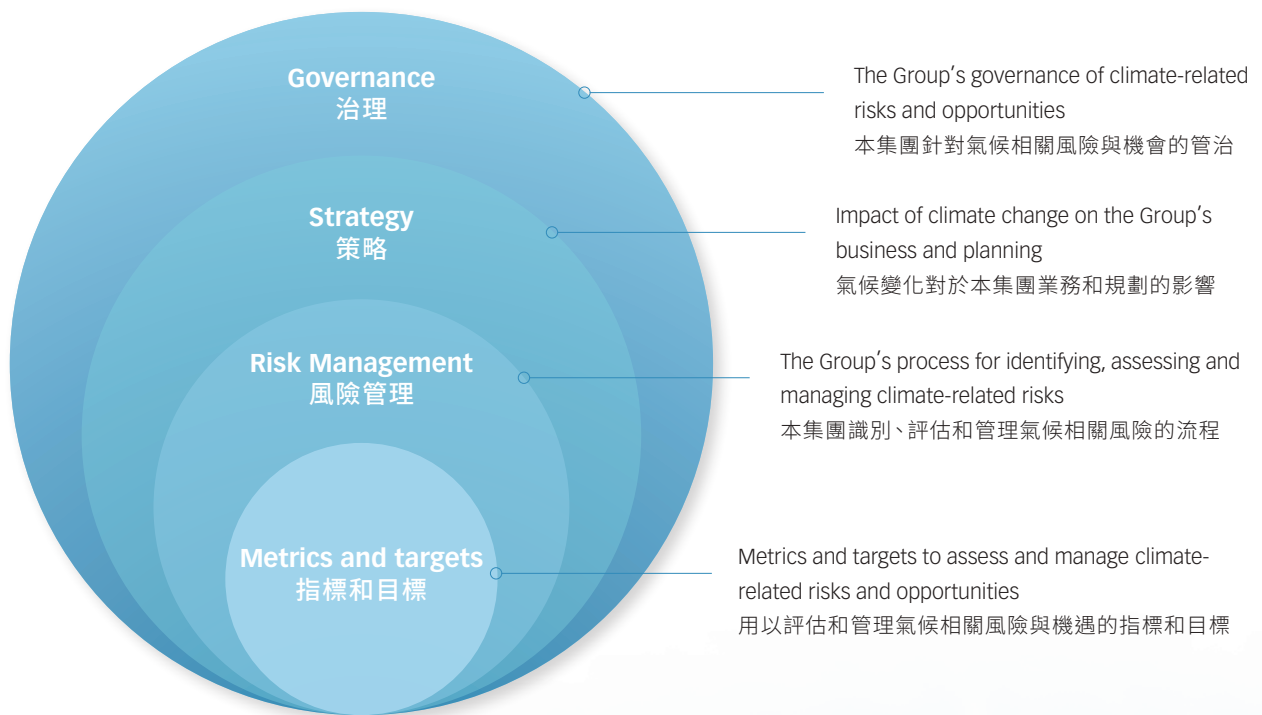 Governance
治理
The Group's governance of climate-related
risks and opportunities
本集團針對氣候相關風險與機會的管治
Strategy
策略
Impact of climate change on the Group's
business and planning
氣候變化對於本集團業務和規劃的影響
Risk Management
風險管理
The Group's process for identifying, assessing and
managing climate-related risks
本集團識別、評估和管理氣候相關風險的流程
Metrics and targets
指標和目標
Metrics and targets to assess and manage climate-
related risks and opportunities
用以評估和管理氣候相關風險與機遇的指標和目標